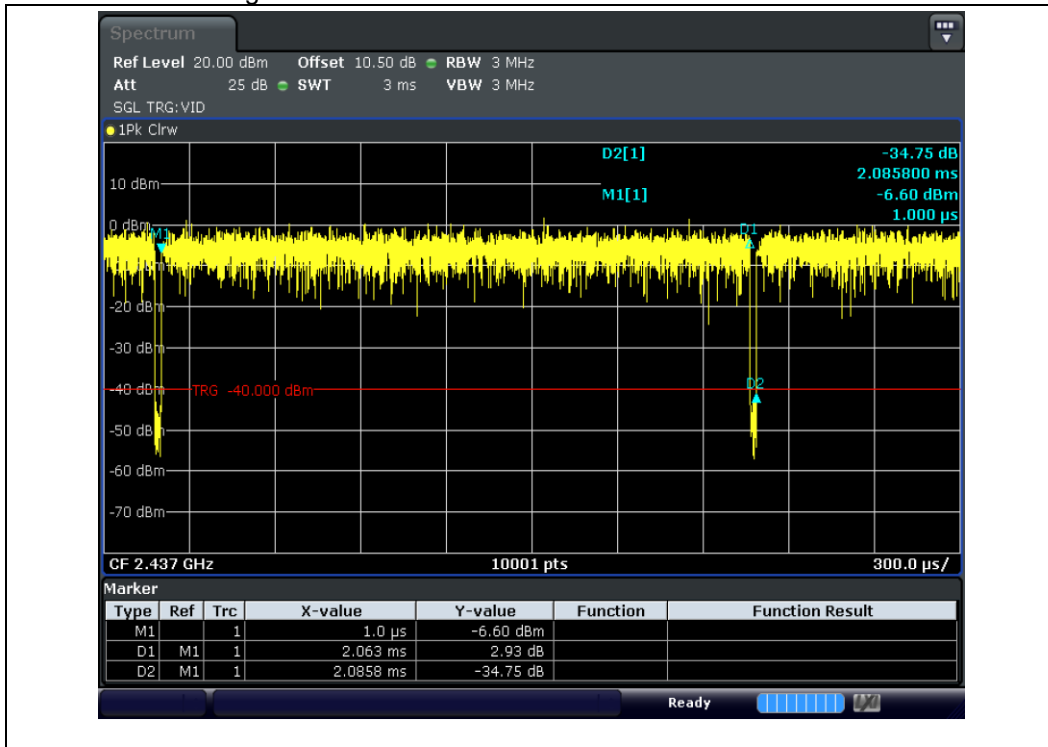 Spectrum
Ref Level 20.00 dBm Offset 10.50 dB RBW 3 MHz
Att 25 dB SWT 3 ms VBW 3 MHz
SGL TRG:VID
1Pk Clrw
D2[1] -34.75 dB
2.085800 ms
10 dBm
M1[1] -6.60 dBm
1.000 µs
0 dBm
M1 D1
-20 dBm
-30 dBm
D2
-40 dBm TRG -40.000 dBm
-50 dBm
-60 dBm
-70 dBm
CF 2.437 GHz 10001 pts 300.0 µs/
Marker
Type Ref Trc X-value Y-value Function Function Result
M1 1 1.0 µs -6.60 dBm
D1 M1 1 2.063 ms 2.93 dB
D2 M1 1 2.0858 ms -34.75 dB
Ready